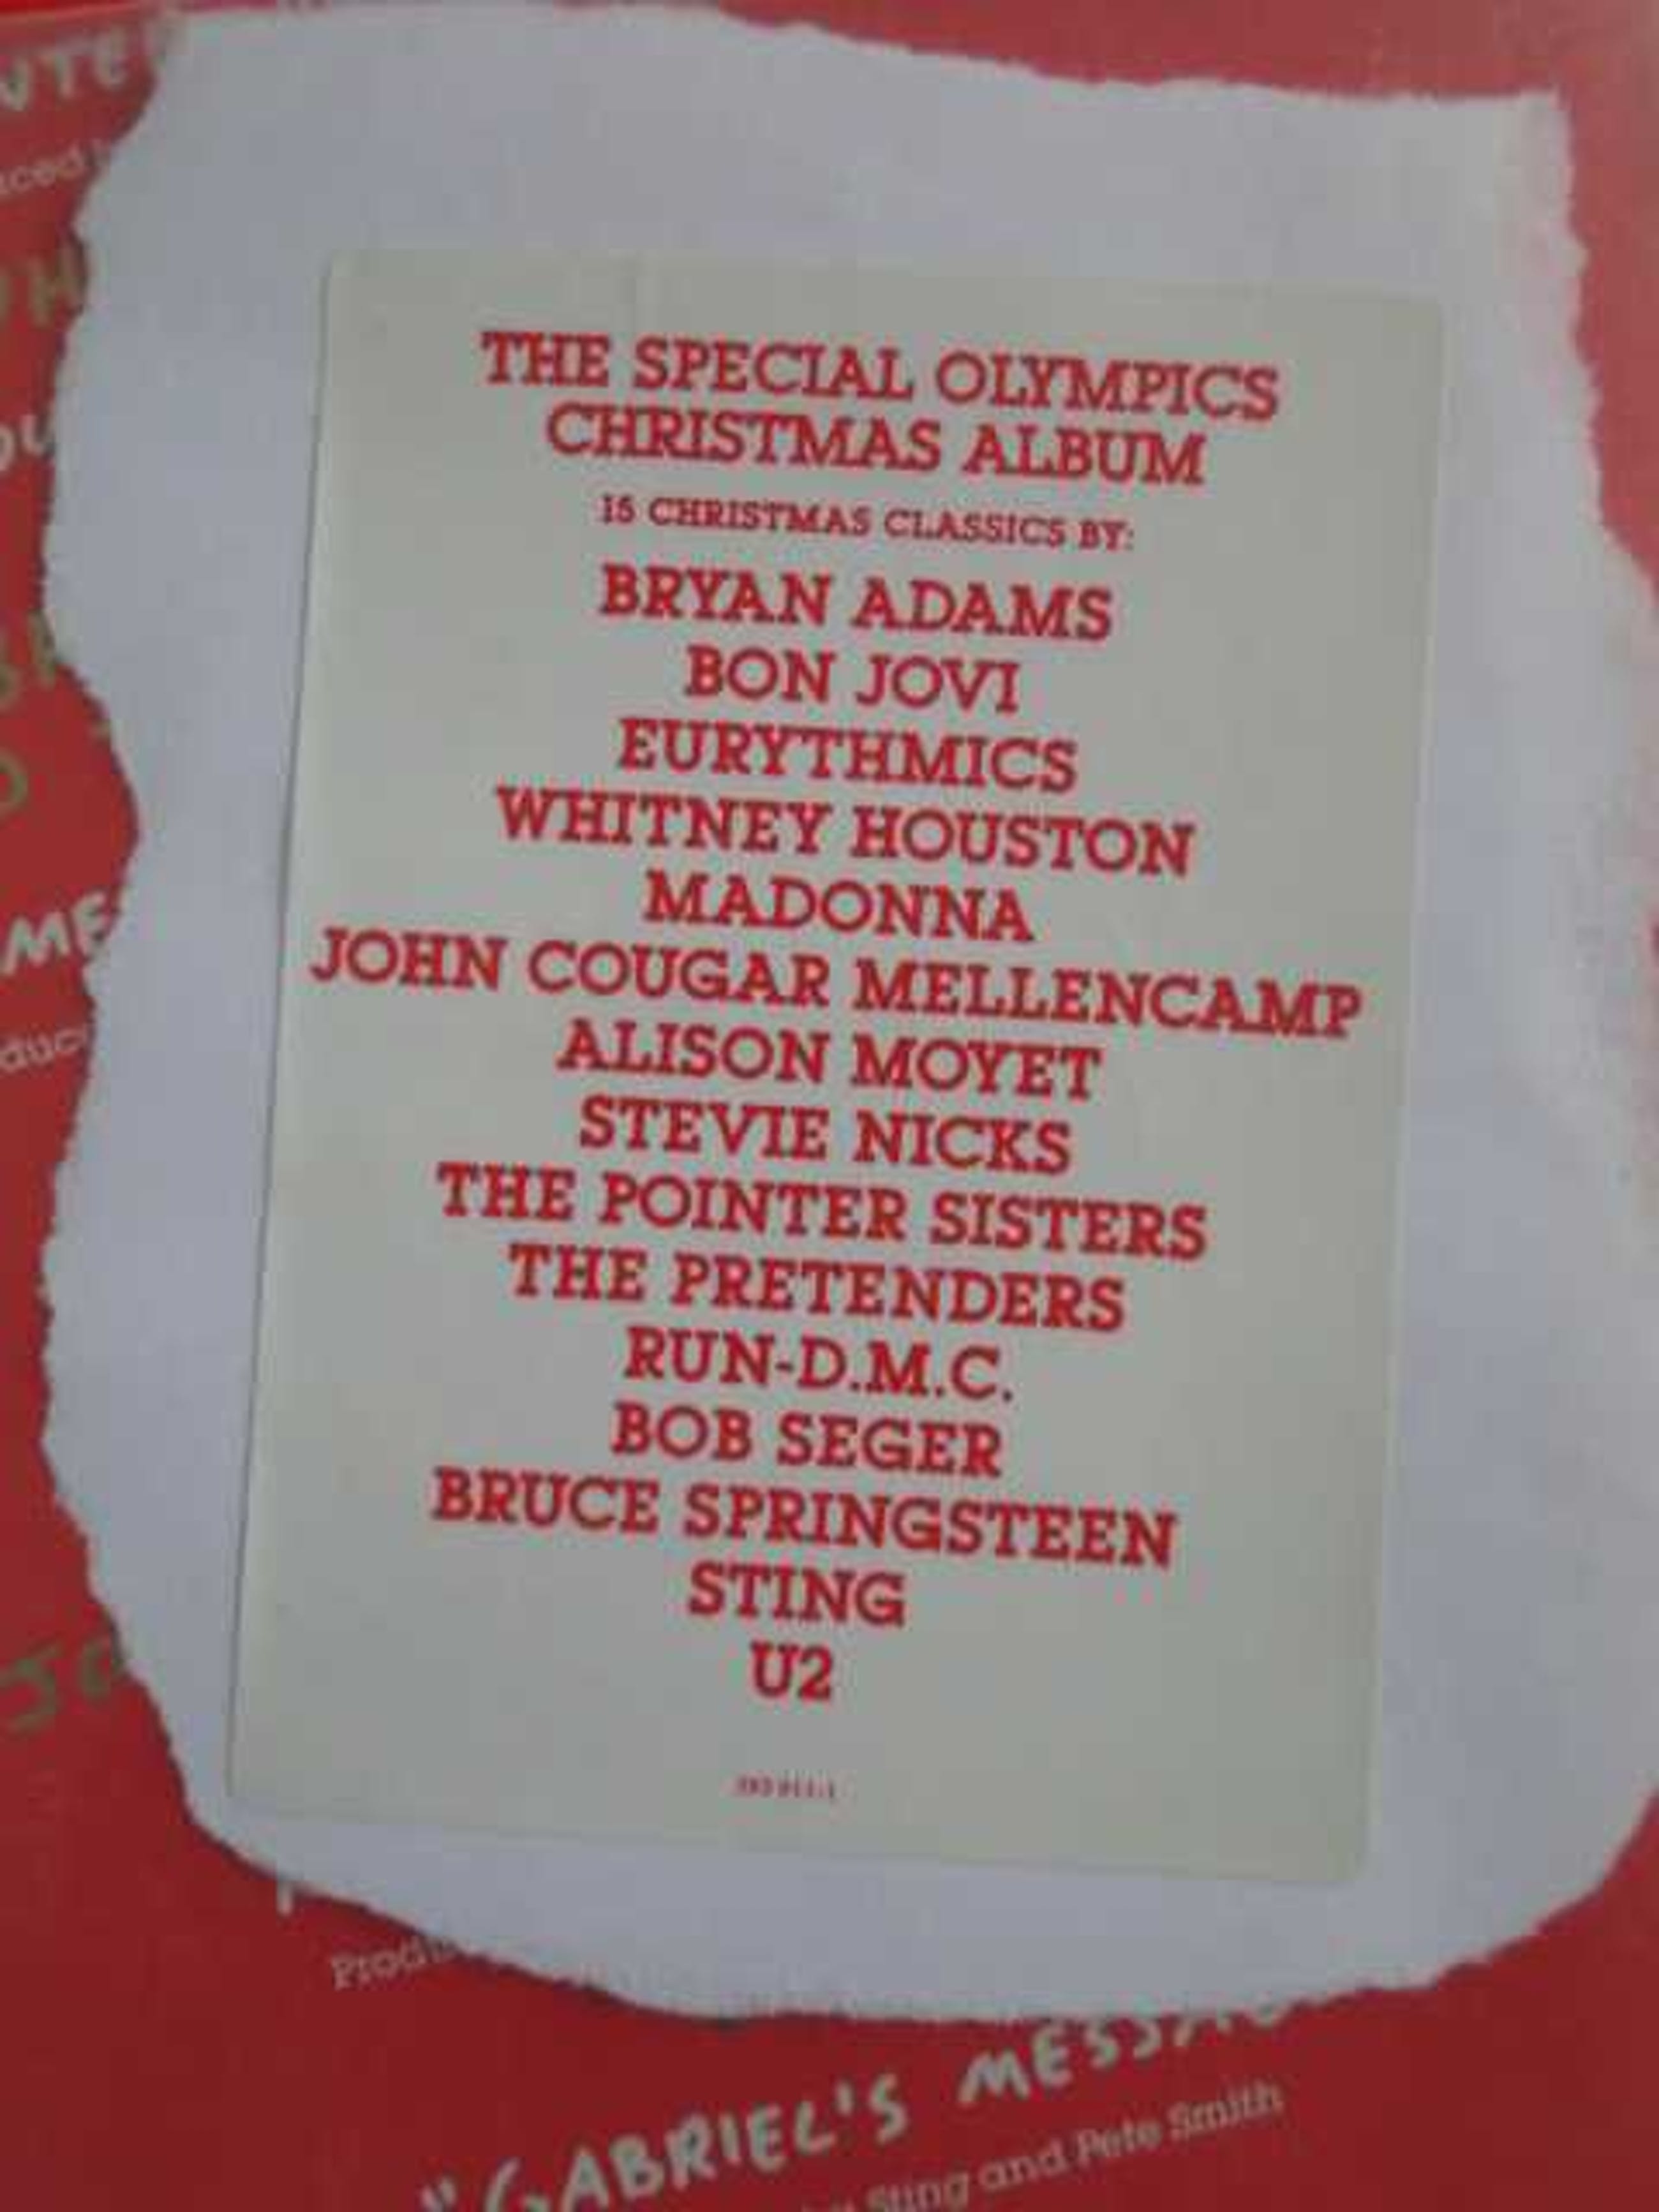 THE SPECIAL OLYMPICS
CHRISTMAS ALBUM
15 CHRISTMAS CLASSICS BY:
BRYAN ADAMS
BON JOVI
EURYTHMICS
WHITNEY HOUSTON
MADONNA
JOHN COUGAR MELLENCAMP
ALISON MOYET
STEVIE NICKS
THE POINTER SISTERS
THE PRETENDERS
RUN-D.M.C.
BOB SEGER
BRUCE SPRINGSTEEN
STING
U2
"GABRIEL'S
Sting and Pete Smith